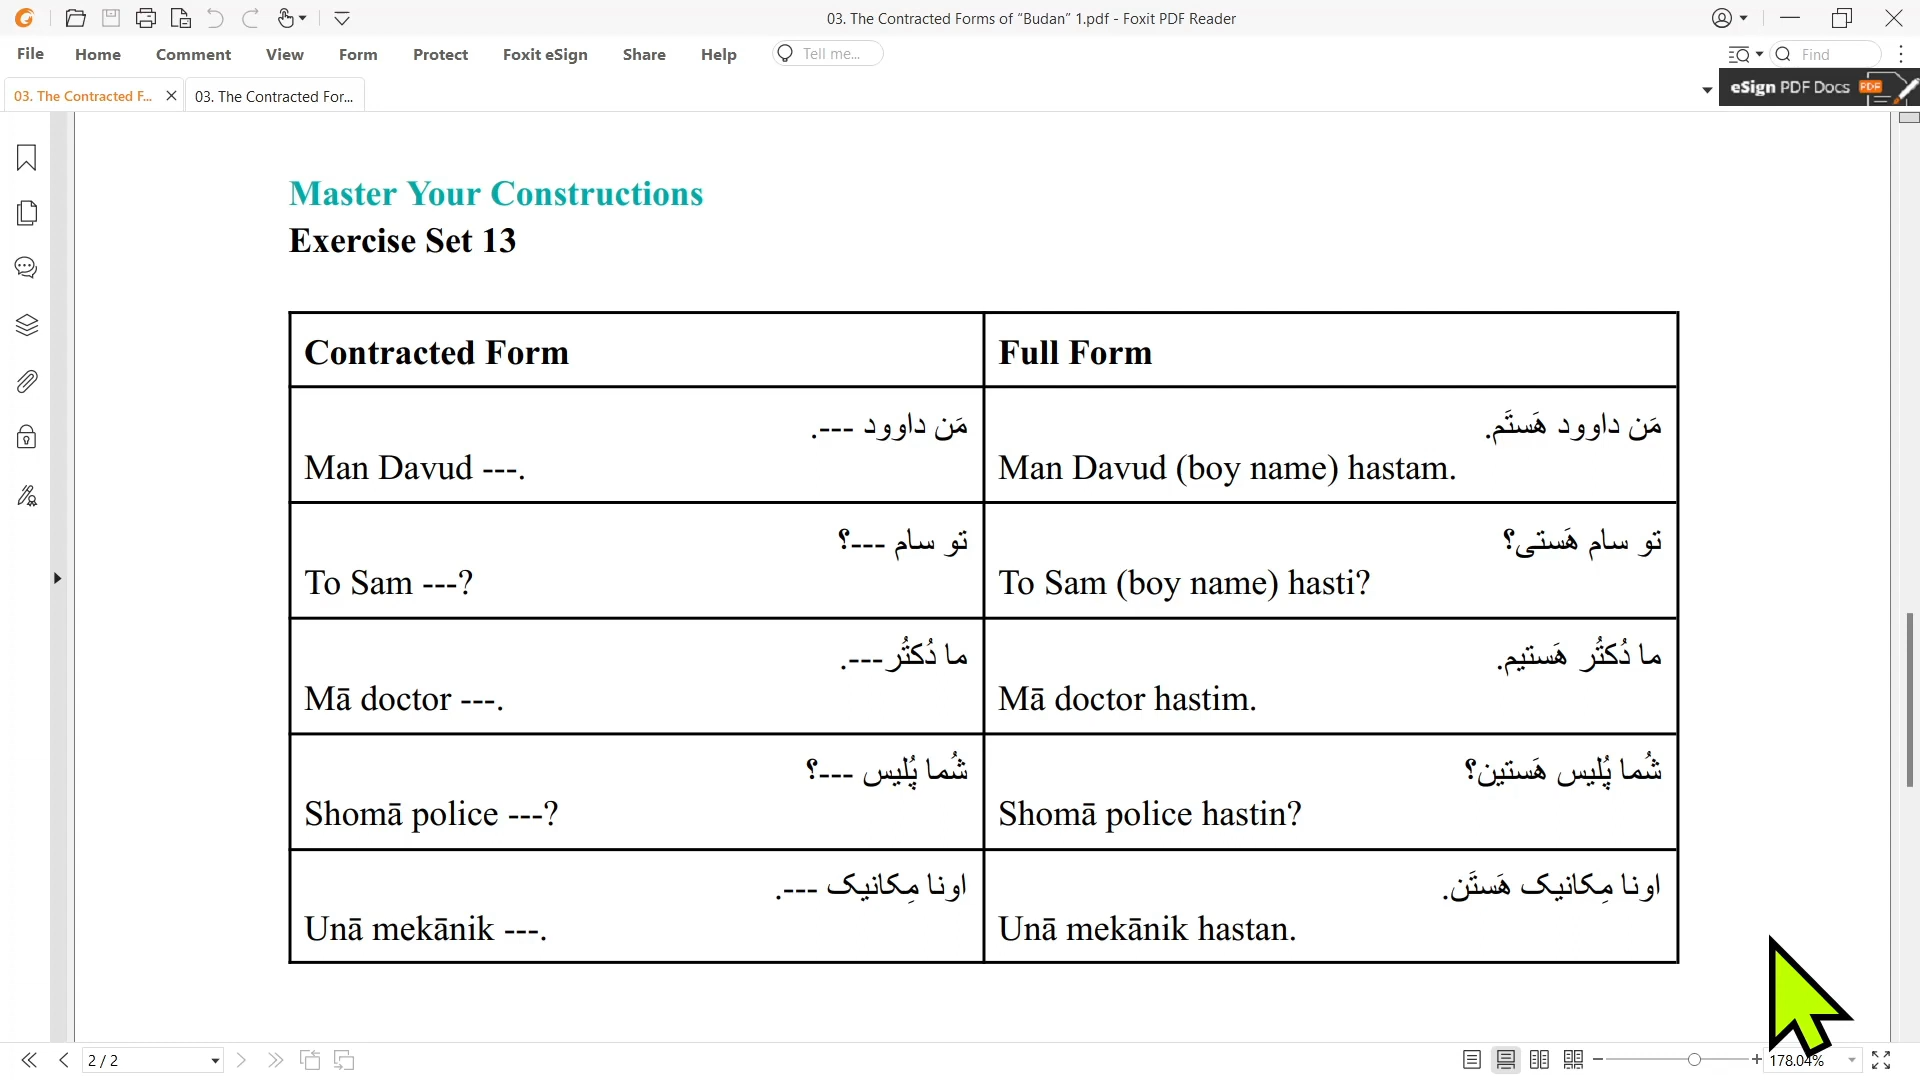 03. The Contracted Forms of “Budan” 1.pdf - Foxit PDF Reader
File Home Comment View Form Protect Foxit eSign Share Help Tell me... Find
03. The Contracted F... 03. The Contracted For... eSign PDF Docs PDF
Master Your Constructions
Exercise Set 13
Contracted Form Full Form
مَن داوود ---.
Man Davud ---.
مَن داوود هَستَم.
Man Davud (boy name) hastam.
تو سام ---؟
To Sam ---?
تو سام هَستی؟
To Sam (boy name) hasti?
ما دُکتُر---.
Mā doctor ---.
ما دُکتُر هَستیم.
Mā doctor hastim.
شُما پُلیس ---؟
Shomā police ---?
شُما پُلیس هَستین؟
Shomā police hastin?
اونا مِکانیک ---.
Unā mekānik ---.
اونا مِکانیک هَستَن.
Unā mekānik hastan.
2 / 2 178.04%